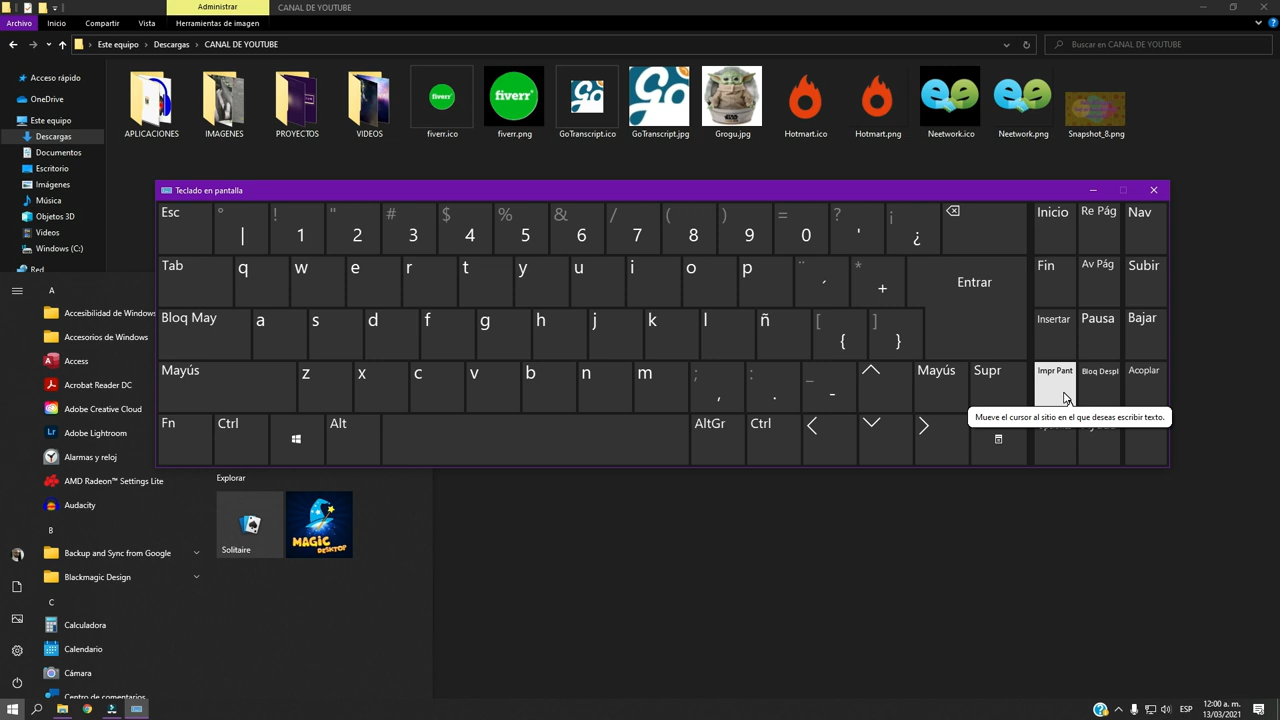 Administrar
CANAL DE YOUTUBE
Archivo
Inicio
Compartir
Vista
Herramientas de imagen
Este equipo
Descargas
CANAL DE YOUTUBE
Buscar en CANAL DE YOUTUBE
Acceso rápido
OneDrive
Este equipo
Descargas
Documentos
Escritorio
Imágenes
Música
Objetos 3D
Videos
Windows (C:)
Red
fiverr
fiverr
Go
Go
APLICACIONES
IMAGENES
PROYECTOS
VIDEOS
fiverr.ico
fiverr.png
GoTranscript.ico
GoTranscript.jpg
Grogu.jpg
Hotmart.ico
Hotmart.png
Neetwork.ico
Neetwork.png
Snapshot_8.png
Teclado en pantalla
Esc ° | ! 1 " 2 # 3 $ 4 % 5 & 6 / 7 ( 8 ) 9 = 0 ? ' ¡ ¿ Inicio Re Pág Nav
Tab q w e r t y u i o p ¨ ´ * + Entrar Fin Av Pág Subir
Bloq May a s d f g h j k l ñ [ { ] } Insertar Pausa Bajar
Mayús z x c v b n m ; , : . _ - Mayús Supr Impr Pant Bloq Despl Acoplar
Fn Ctrl Alt AltGr Ctrl
Mueve el cursor al sitio en el que deseas escribir texto.
A
Accesibilidad de Windows
Accesorios de Windows
Access
Acrobat Reader DC
Adobe Creative Cloud
Adobe Lightroom
Alarmas y reloj
AMD Radeon™ Settings Lite
Audacity
B
Backup and Sync from Google
Blackmagic Design
C
Calculadora
Calendario
Cámara
Centro de comentarios
Explorar
Solitaire
MAGIC
DESKTOP
ESP
12:00 a. m.
13/03/2021